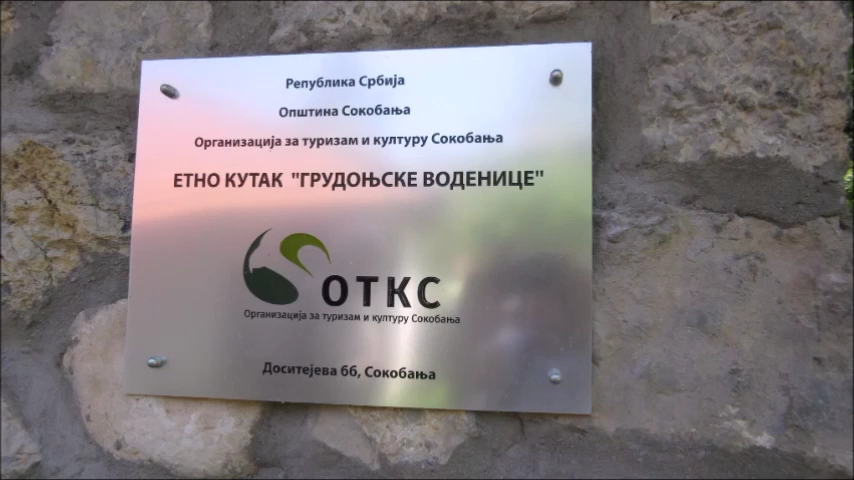 Република Србија
Општина Сокобања
Организација за туризам и културу Сокобања
ЕТНО КУТАК "ГРУДОЊСКЕ ВОДЕНИЦЕ"
ОТКС
Организација за туризам и културу Сокобања
Доситејева бб, Сокобања